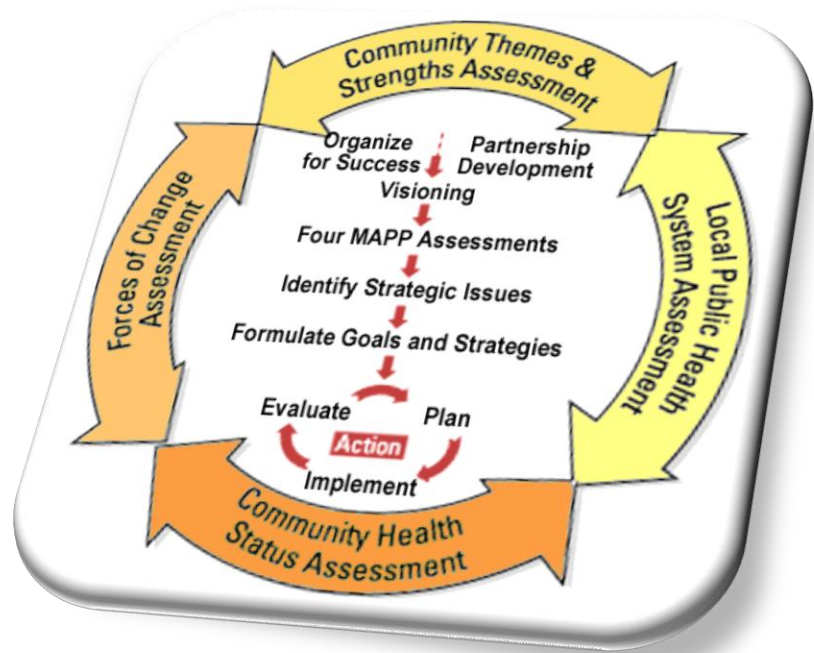 Community Themes &
Strengths Assessment
Organize
for Success
Partnership
Development
Visioning
Four MAPP Assessments
Identify Strategic Issues
Formulate Goals and Strategies
Evaluate
Plan
Action
Implement
Forces of Change
Assessment
Local Public Health
System Assessment
Community Health
Status Assessment